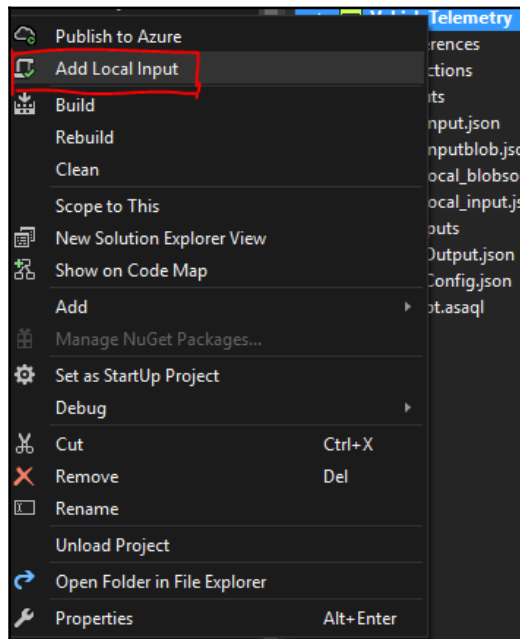 Telemetry
Publish to Azure
Add Local Input
Build
Rebuild
Clean
Scope to This
New Solution Explorer View
Show on Code Map
Add
Manage NuGet Packages...
Set as StartUp Project
Debug
Cut Ctrl+X
Remove Del
Rename
Unload Project
Open Folder in File Explorer
Properties Alt+Enter
rences
ctions
ts
nput.json
nputblob.jso
ocal_blobso
ocal_input.js
puts
Output.json
Config.json
pt.asaql